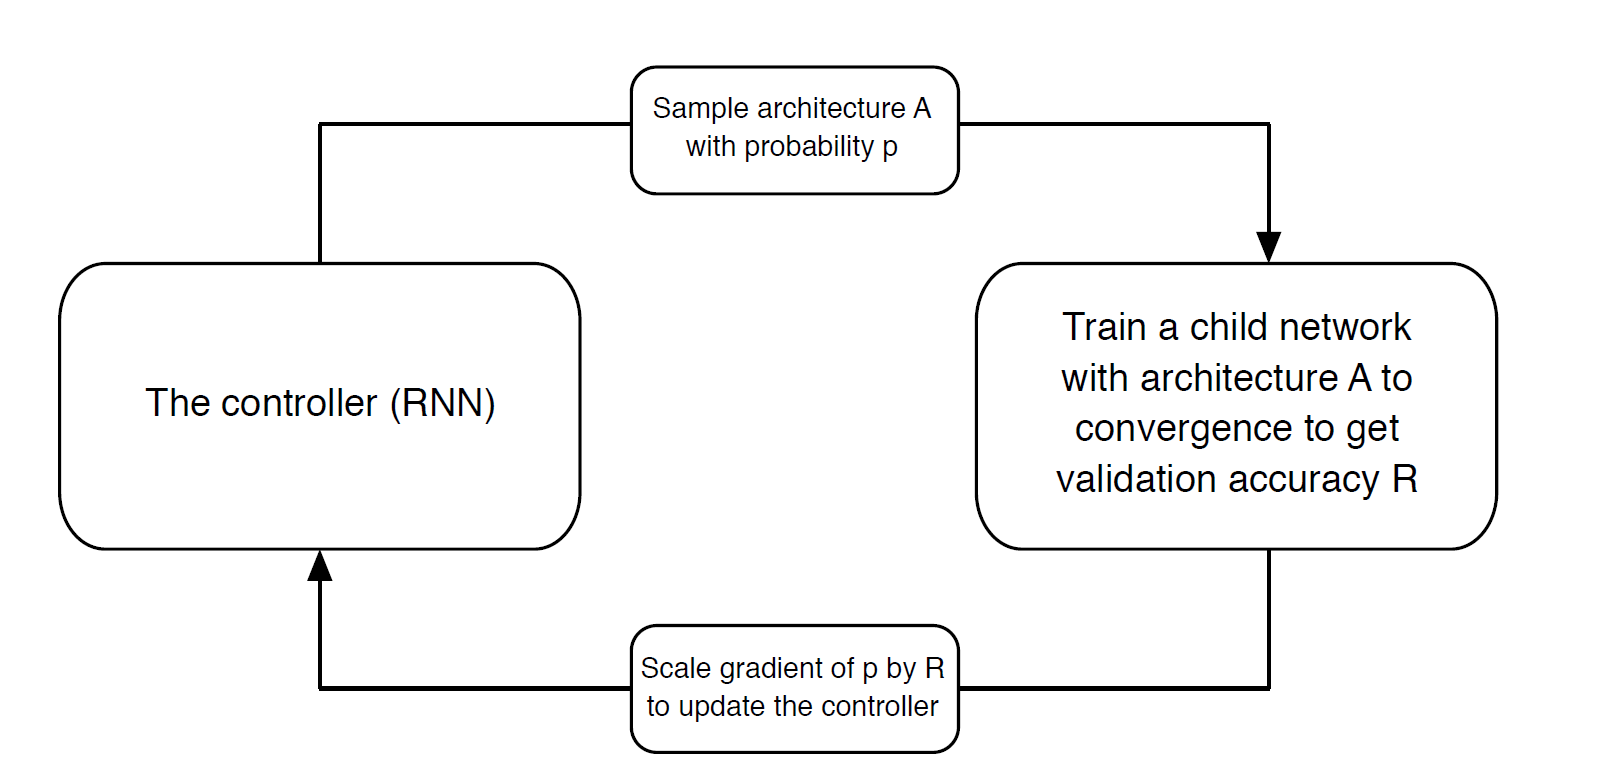 Sample architecture A
with probability p
The controller (RNN)
Train a child network
with architecture A to
convergence to get
validation accuracy R
Scale gradient of p by R
to update the controller